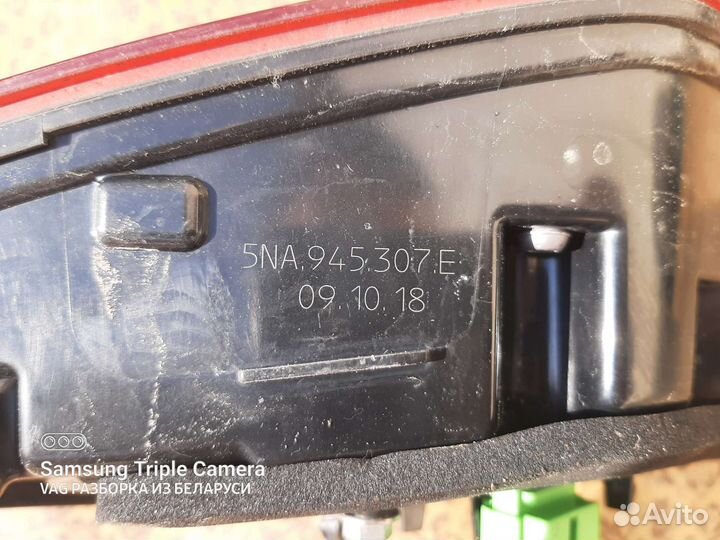 5NA.945.307.E
09.10.18
Samsung Triple Camera
VAG РАЗБОРКА ИЗ БЕЛАРУСИ
Avito